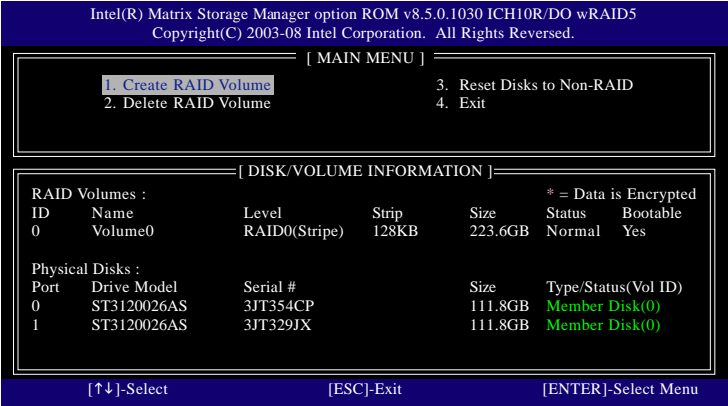 Intel(R) Matrix Storage Manager option ROM v8.5.0.1030 ICH10R/DO wRAID5
Copyright(C) 2003-08 Intel Corporation. All Rights Reversed.
[ MAIN MENU ]
1. Create RAID Volume 3. Reset Disks to Non-RAID
2. Delete RAID Volume 4. Exit
[ DISK/VOLUME INFORMATION ]
RAID Volumes : * = Data is Encrypted
ID Name Level Strip Size Status Bootable
0 Volume0 RAID0(Stripe) 128KB 223.6GB Normal Yes
Physical Disks :
Port Drive Model Serial # Size Type/Status(Vol ID)
0 ST3120026AS 3JT354CP 111.8GB Member Disk(0)
1 ST3120026AS 3JT329JX 111.8GB Member Disk(0)
[↑↓]-Select [ESC]-Exit [ENTER]-Select Menu